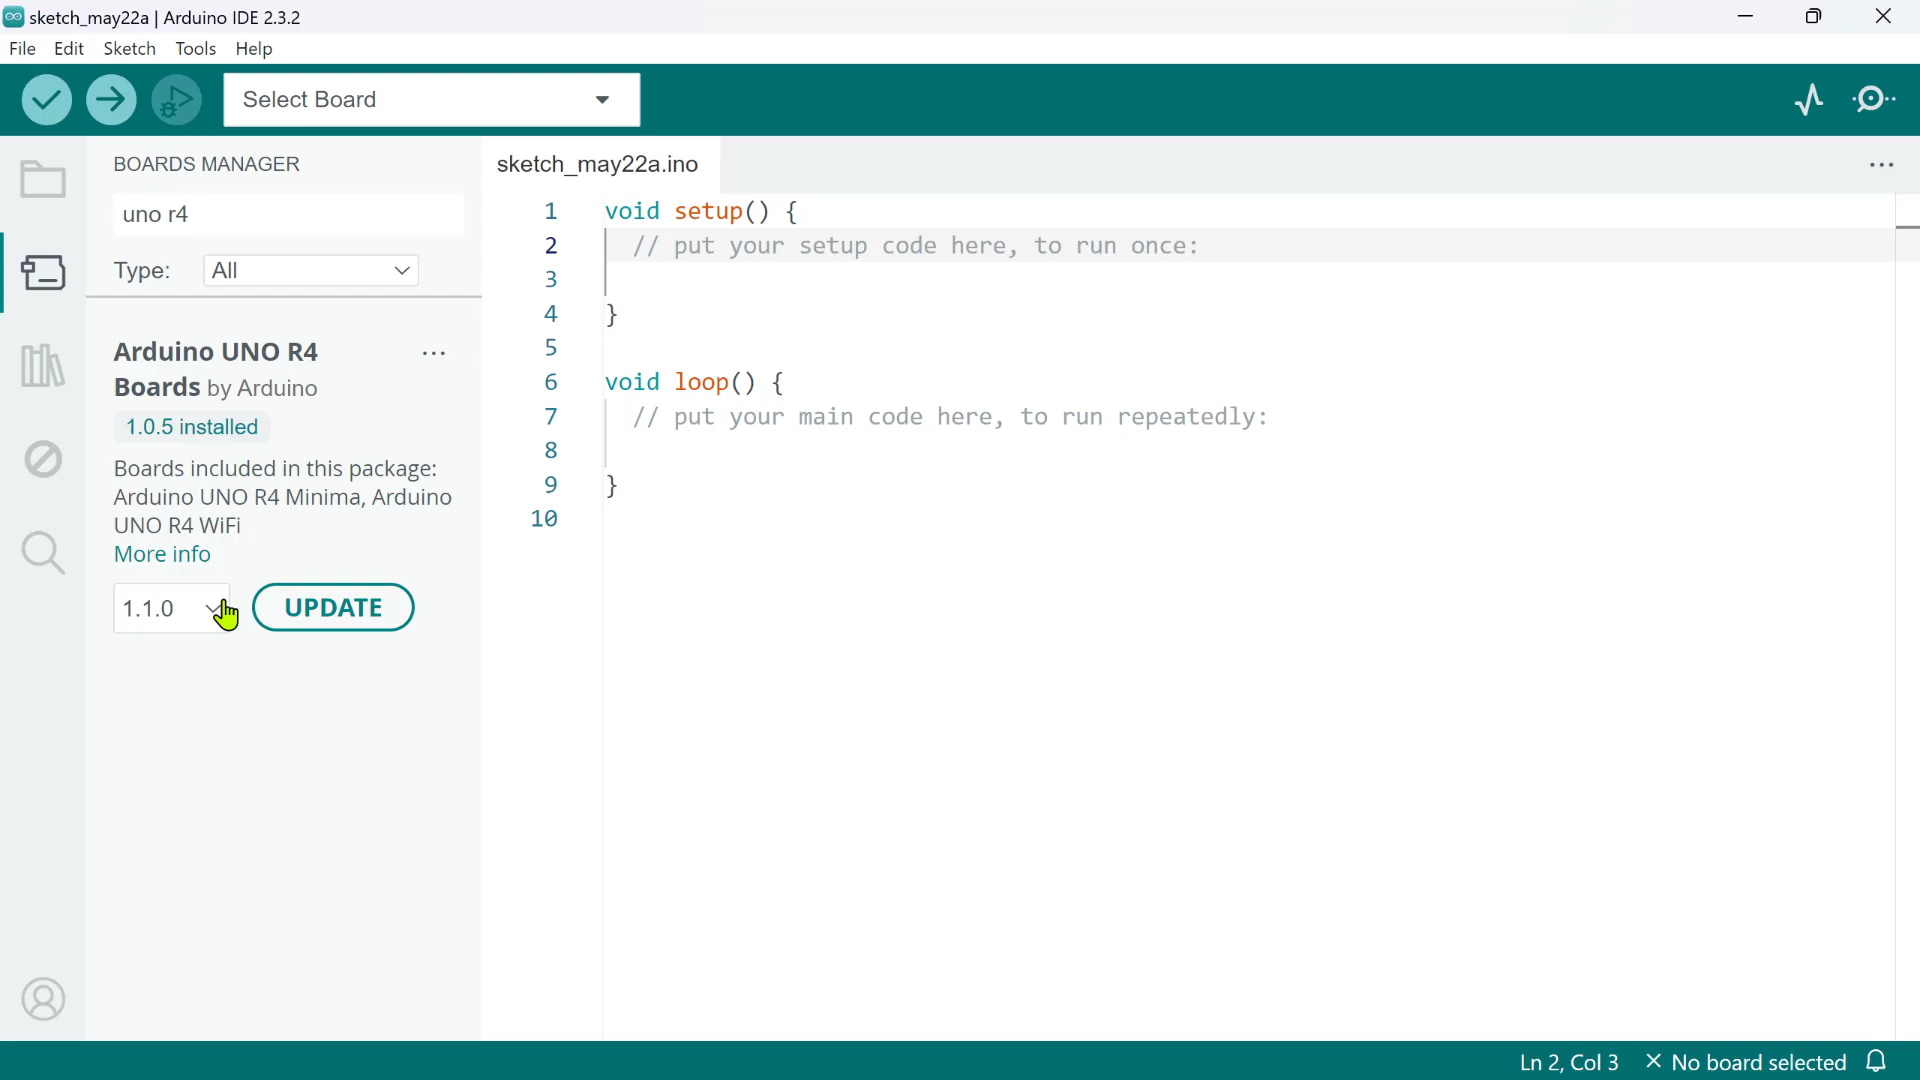 sketch_may22a | Arduino IDE 2.3.2
File Edit Sketch Tools Help
Select Board
BOARDS MANAGER
uno r4
Type: All
Arduino UNO R4
Boards by Arduino
1.0.5 installed
Boards included in this package:
Arduino UNO R4 Minima, Arduino
UNO R4 WiFi
More info
1.1.0 UPDATE
sketch_may22a.ino
1 void setup() {
2 // put your setup code here, to run once:
3
4 }
5
6 void loop() {
7 // put your main code here, to run repeatedly:
8
9 }
10
Ln 2, Col 3 × No board selected